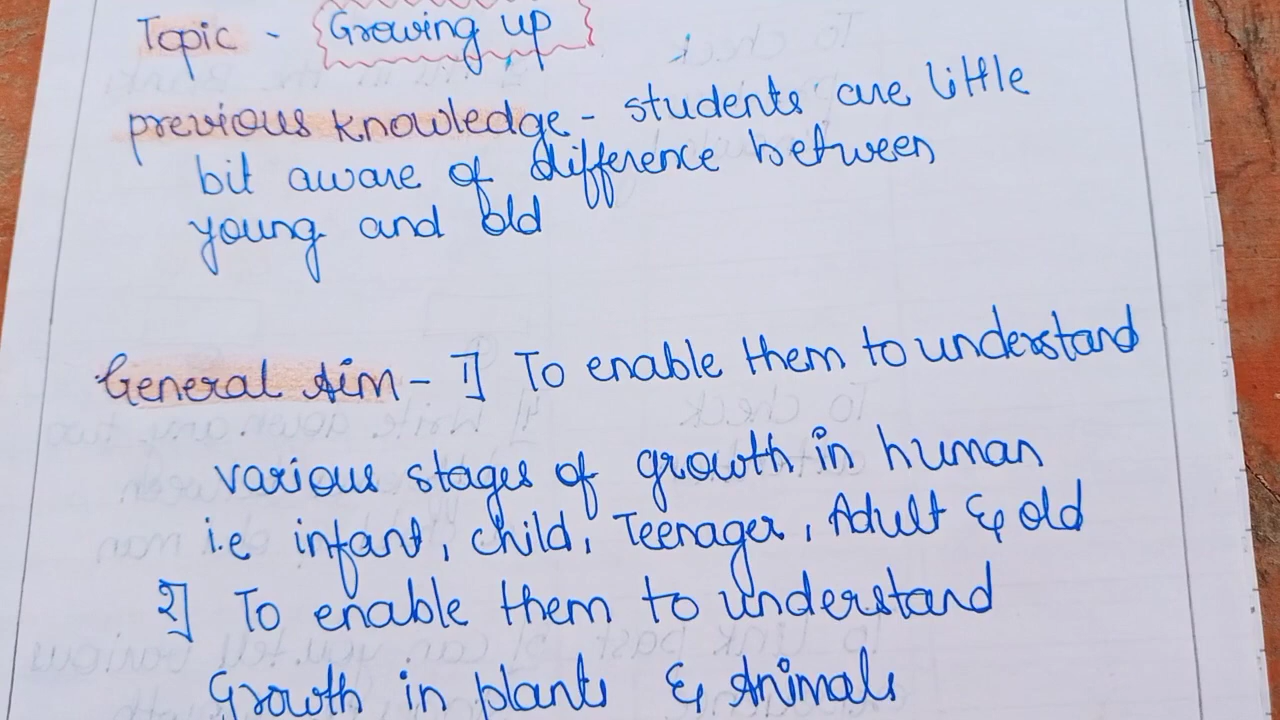 Topic - Growing up
previous knowledge - students are little
bit aware of difference between
young and old
General Aim - 1] To enable them to understand
various stages of growth in human
i.e infant, child, Teenager, Adult & old
2] To enable them to understand
Growth in plants & Animals